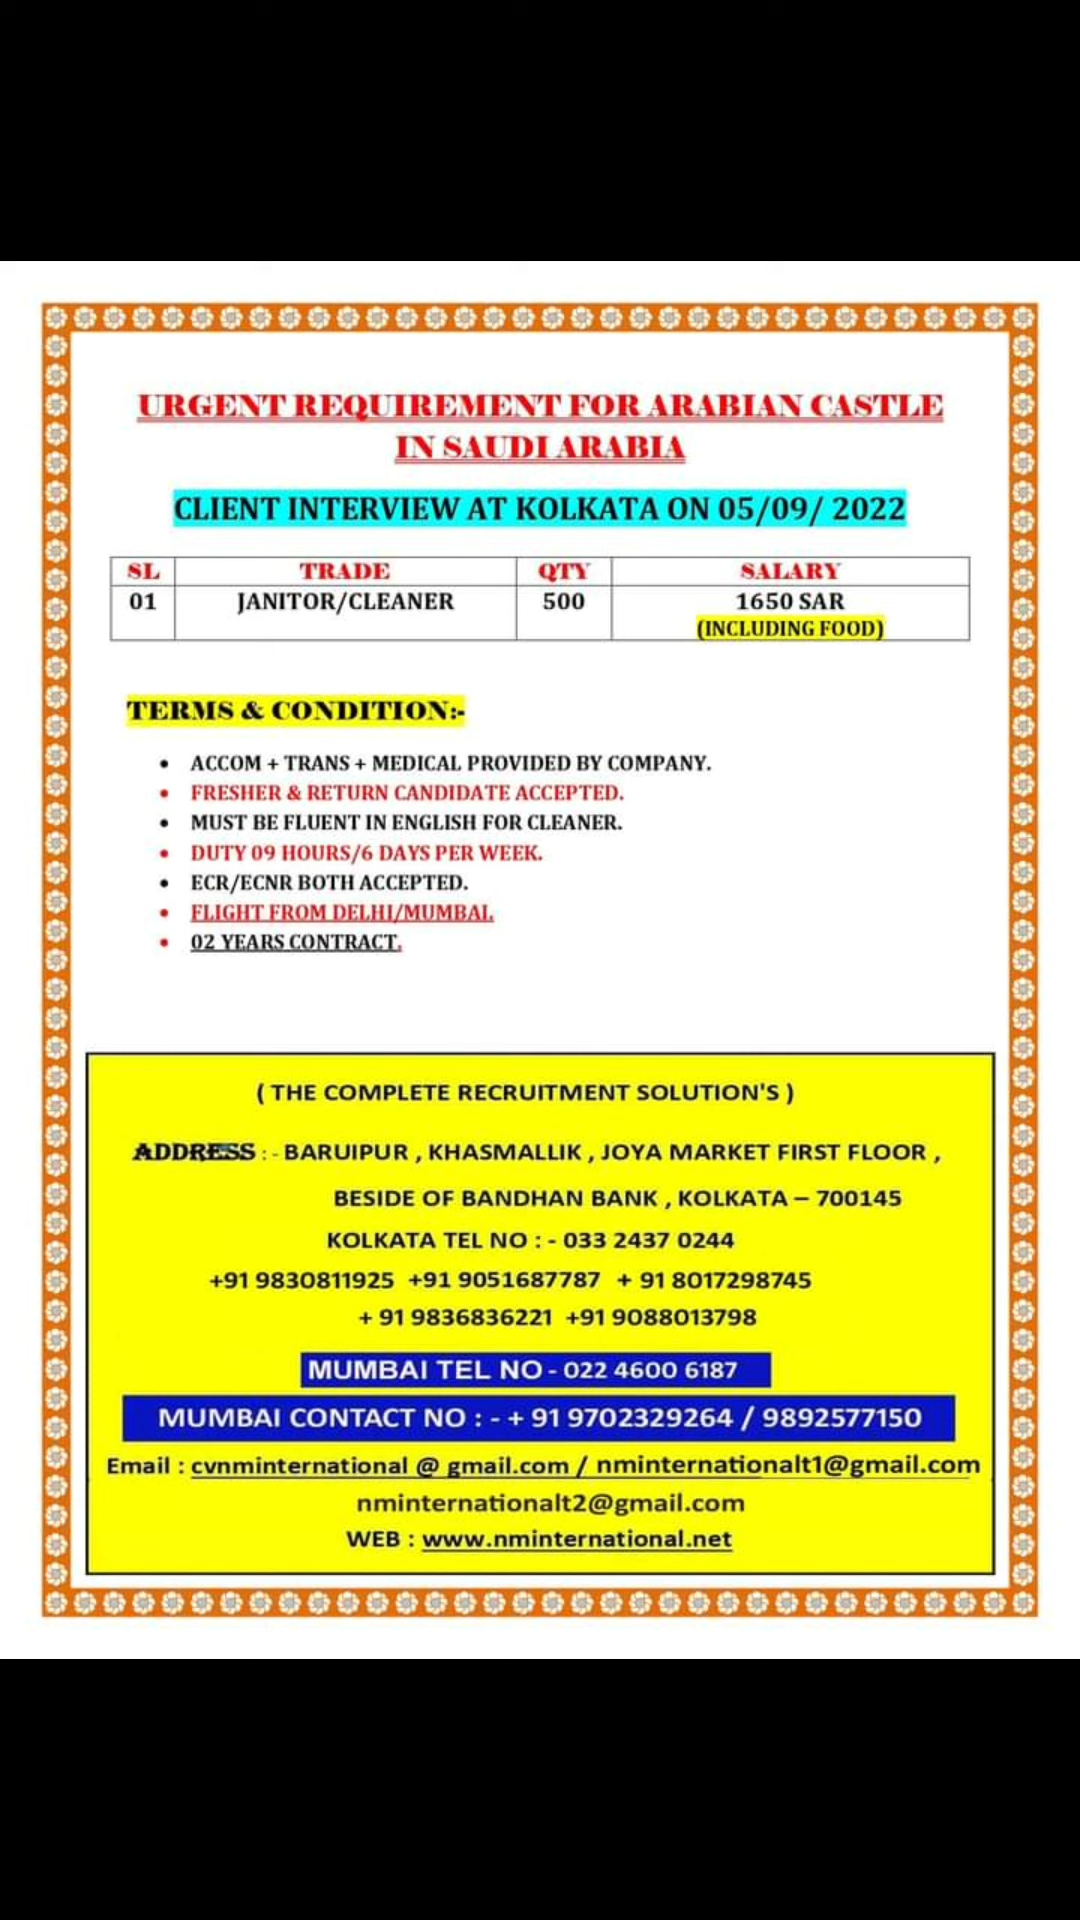 URGENT REQUIREMENT FOR ARABIAN CASTLE
IN SAUDI ARABIA
CLIENT INTERVIEW AT KOLKATA ON 05/09/ 2022
SL TRADE QTY SALARY
01 JANITOR/CLEANER 500 1650 SAR
(INCLUDING FOOD)
TERMS & CONDITION:-
• ACCOM + TRANS + MEDICAL PROVIDED BY COMPANY.
• FRESHER & RETURN CANDIDATE ACCEPTED.
• MUST BE FLUENT IN ENGLISH FOR CLEANER.
• DUTY 09 HOURS/6 DAYS PER WEEK.
• ECR/ECNR BOTH ACCEPTED.
• FLIGHT FROM DELHI/MUMBAI.
• 02 YEARS CONTRACT.
( THE COMPLETE RECRUITMENT SOLUTION'S )
ADDRESS : - BARUIPUR , KHASMALLIK , JOYA MARKET FIRST FLOOR ,
BESIDE OF BANDHAN BANK , KOLKATA – 700145
KOLKATA TEL NO : - 033 2437 0244
+91 9830811925 +91 9051687787 + 91 8017298745
+ 91 9836836221 +91 9088013798
MUMBAI TEL NO - 022 4600 6187
MUMBAI CONTACT NO : - + 91 9702329264 / 9892577150
Email : cvnminternational @ gmail.com / nminternationalt1@gmail.com
nminternationalt2@gmail.com
WEB : www.nminternational.net